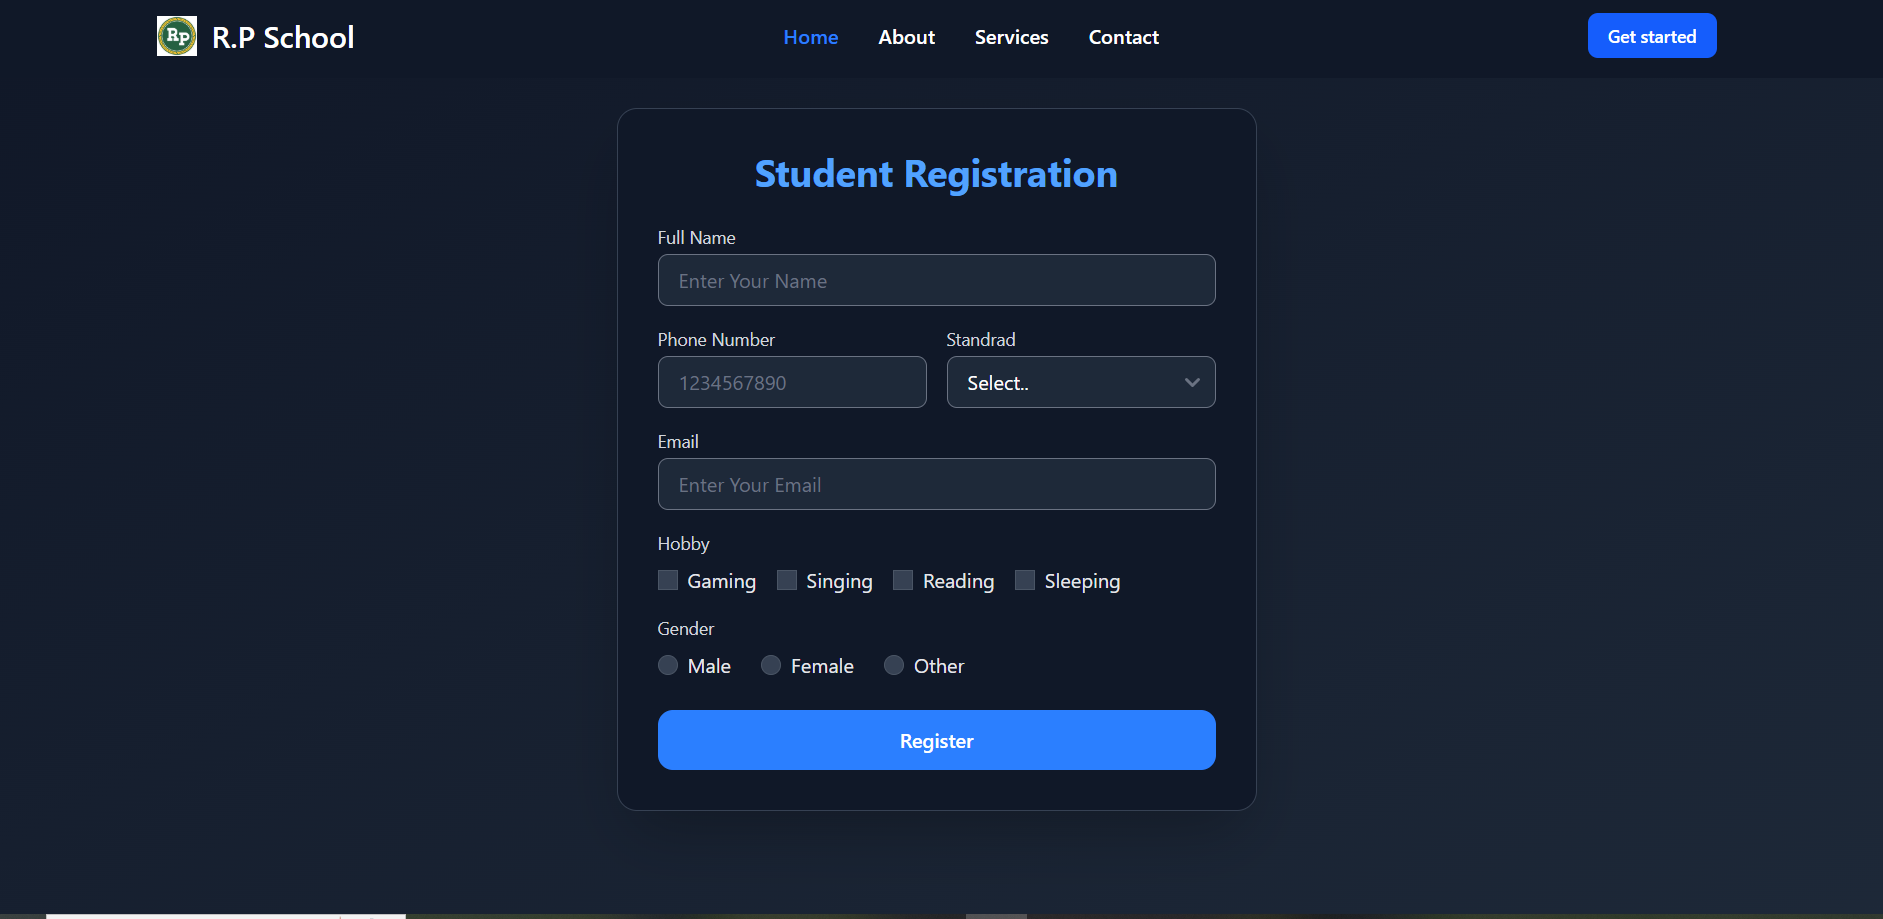 Rp R.P School Home About Services Contact Get started
Student Registration
Full Name
Enter Your Name
Phone Number Standrad
1234567890 Select..
Email
Enter Your Email
Hobby
Gaming Singing Reading Sleeping
Gender
Male Female Other
Register